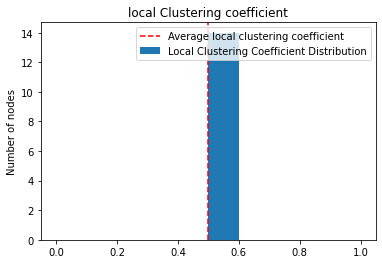 local Clustering coefficient
Average local clustering coefficient
Local Clustering Coefficient Distribution
Number of nodes
14
12
10
8
6
4
2
0
0.0 0.2 0.4 0.6 0.8 1.0